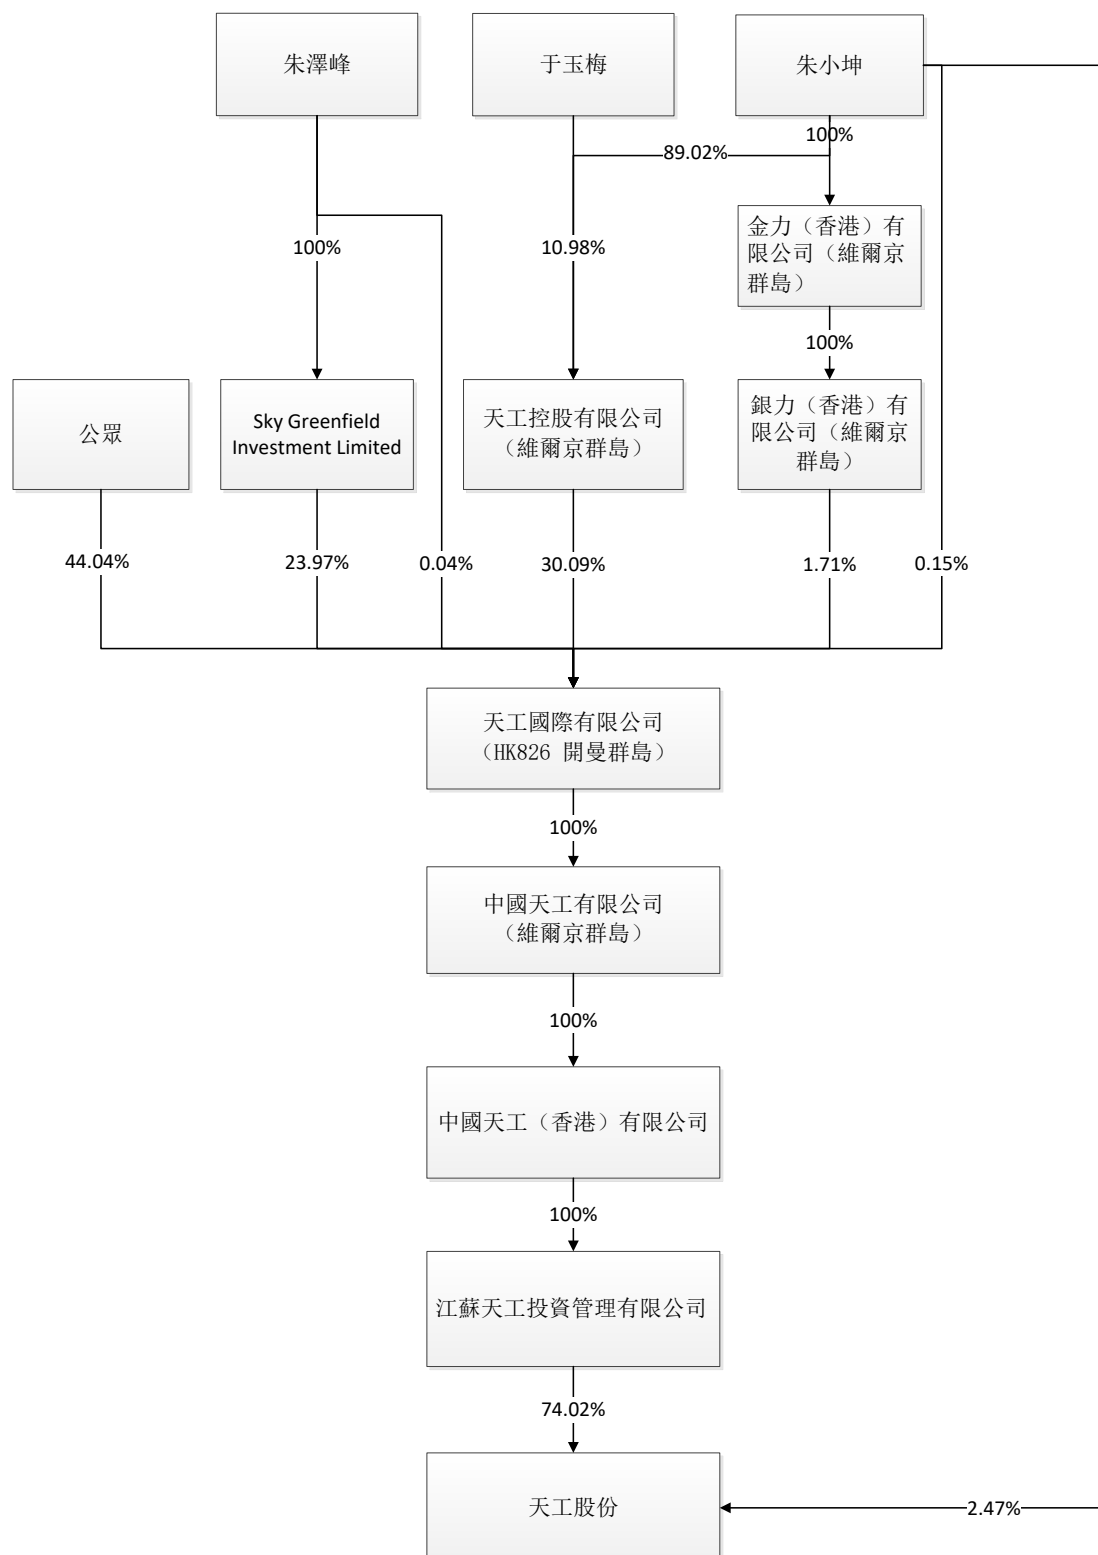 朱澤峰
于玉梅
朱小坤
100%
89.02%
金力（香港）有
限公司（維爾京
群島）
100%
10.98%
100%
公眾
Sky Greenfield
Investment Limited
天工控股有限公司
（維爾京群島）
銀力（香港）有
限公司（維爾京
群島）
44.04%
23.97%
0.04%
30.09%
1.71%
0.15%
天工國際有限公司
（HK826 開曼群島）
100%
中國天工有限公司
（維爾京群島）
100%
中國天工（香港）有限公司
100%
江蘇天工投資管理有限公司
74.02%
天工股份
2.47%